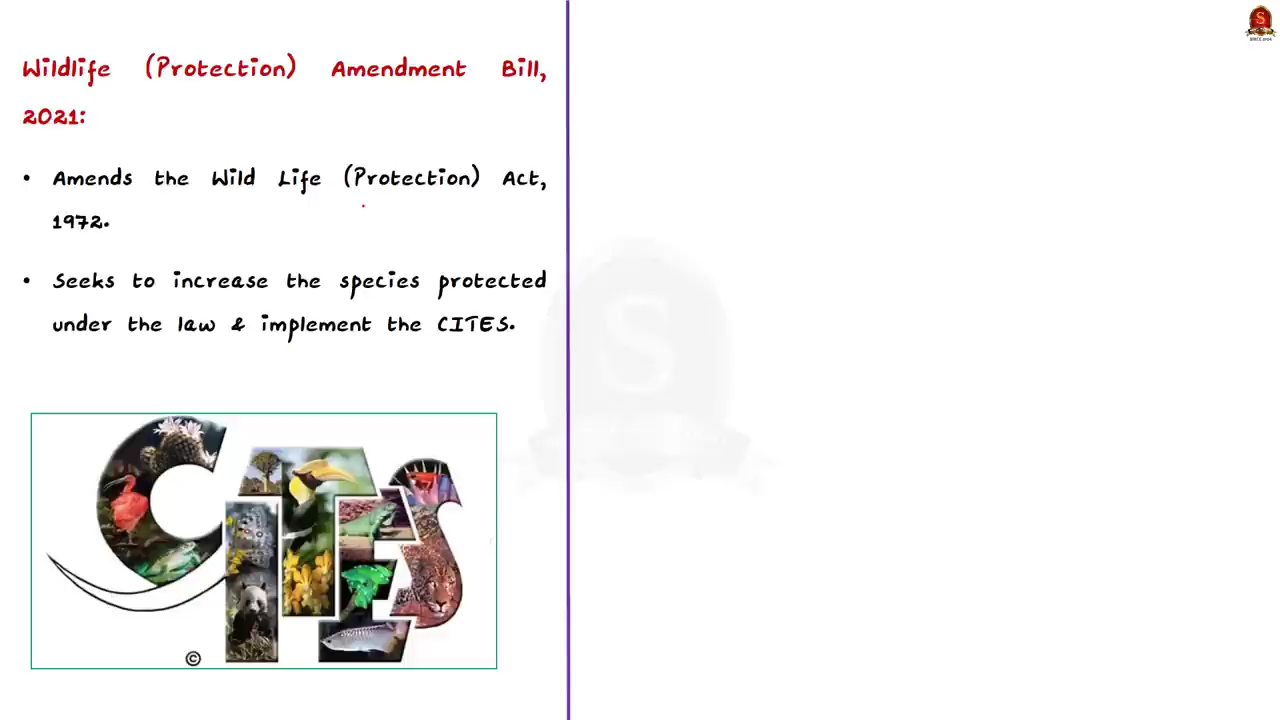 Wildlife (Protection) Amendment Bill,
2021:
• Amends the Wild Life (Protection) Act,
1972.
• Seeks to increase the species protected
under the law & implement the CITES.
CITES
©
S
S